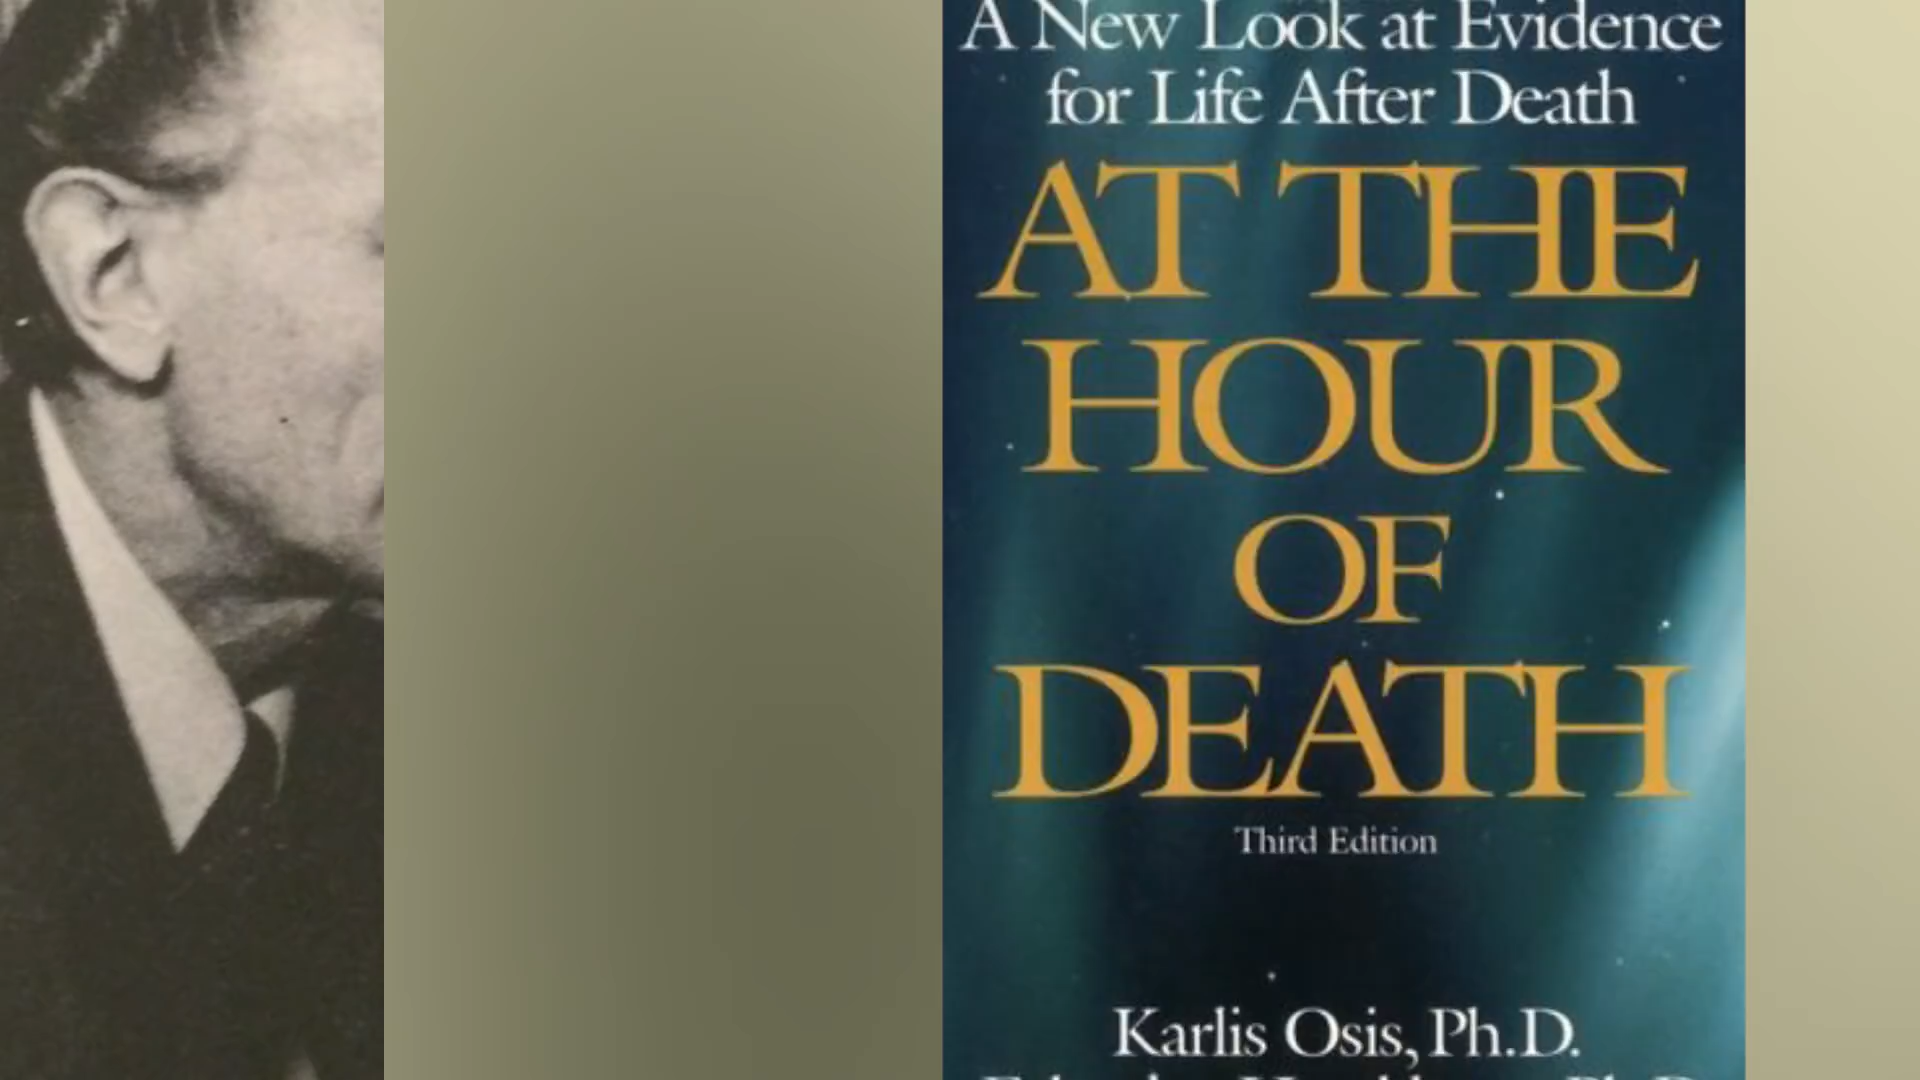 A New Look at Evidence
for Life After Death
AT THE
HOUR
OF
DEATH
Third Edition
Karlis Osis, Ph.D.